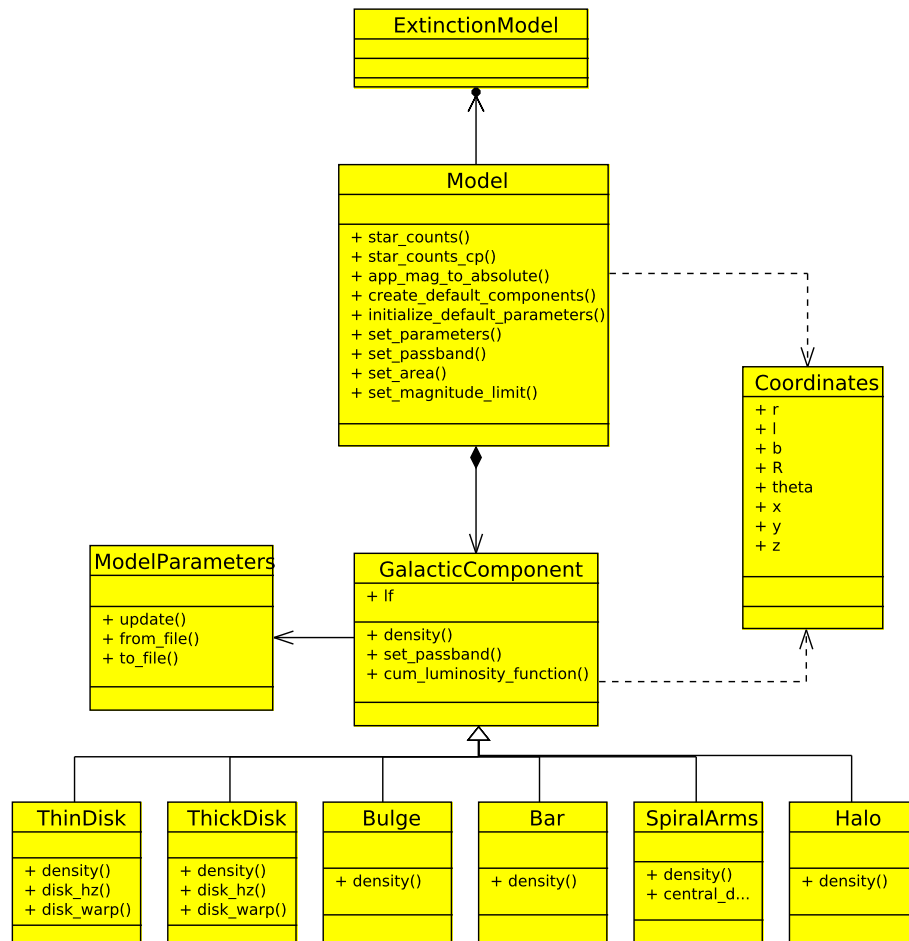 ExtinctionModel
Model
+ star_counts()
+ star_counts_cp()
+ app_mag_to_absolute()
+ create_default_components()
+ initialize_default_parameters()
+ set_parameters()
+ set_passband()
+ set_area()
+ set_magnitude_limit()
Coordinates
+ r
+ l
+ b
+ R
+ theta
+ x
+ y
+ z
ModelParameters
+ update()
+ from_file()
+ to_file()
GalacticComponent
+ lf
+ density()
+ set_passband()
+ cum_luminosity_function()
ThinDisk
+ density()
+ disk_hz()
+ disk_warp()
ThickDisk
+ density()
+ disk_hz()
+ disk_warp()
Bulge
+ density()
Bar
+ density()
SpiralArms
+ density()
+ central_d...
Halo
+ density()